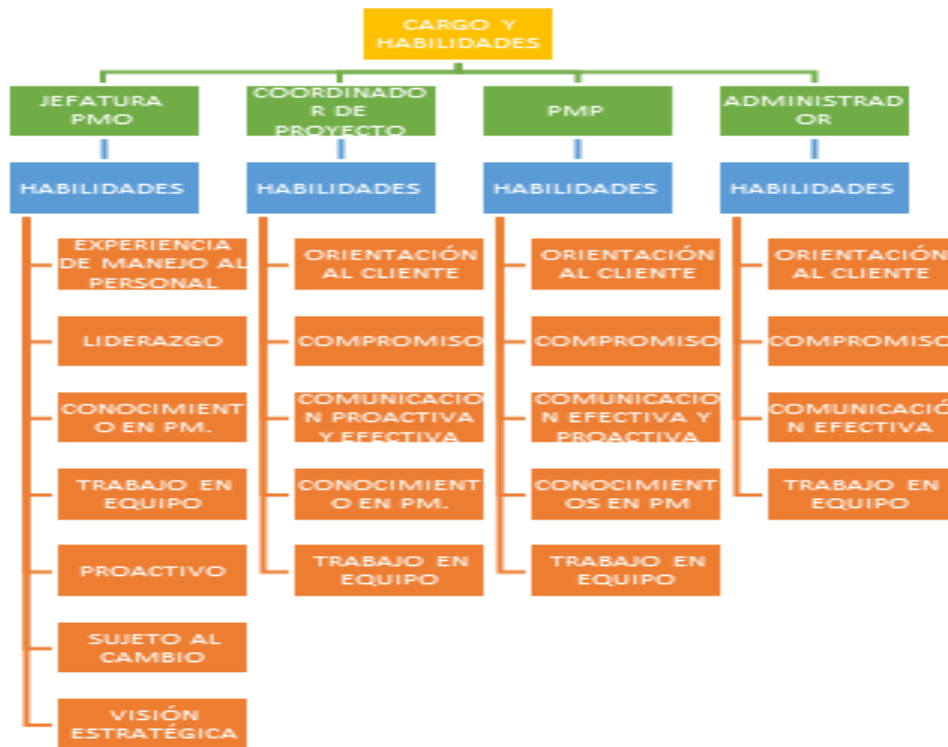 CARGO Y
HABILIDADES
JEFATURA
PMO
COORDINADO
R DE
PROYECTO
PMP
ADMINISTRAD
OR
HABILIDADES
HABILIDADES
HABILIDADES
HABILIDADES
EXPERIENCIA
DE MANEJO AL
PERSONAL
LIDERAZGO
CONOCIMIENT
O EN PM.
TRABAJO EN
EQUIPO
PROACTIVO
SUJETO AL
CAMBIO
VISIÓN
ESTRATÉGICA
ORIENTACIÓN
AL CLIENTE
COMPROMISO
COMUNICACIO
N PROACTIVA
Y EFECTIVA
CONOCIMIENT
O EN PM.
TRABAJO EN
EQUIPO
ORIENTACIÓN
AL CLIENTE
COMPROMISO
COMUNICACIO
N EFECTIVA Y
PROACTIVA
CONOCIMIENT
OS EN PM
TRABAJO EN
EQUIPO
ORIENTACIÓN
AL CLIENTE
COMPROMISO
COMUNICACIÓ
N EFECTIVA
TRABAJO EN
EQUIPO